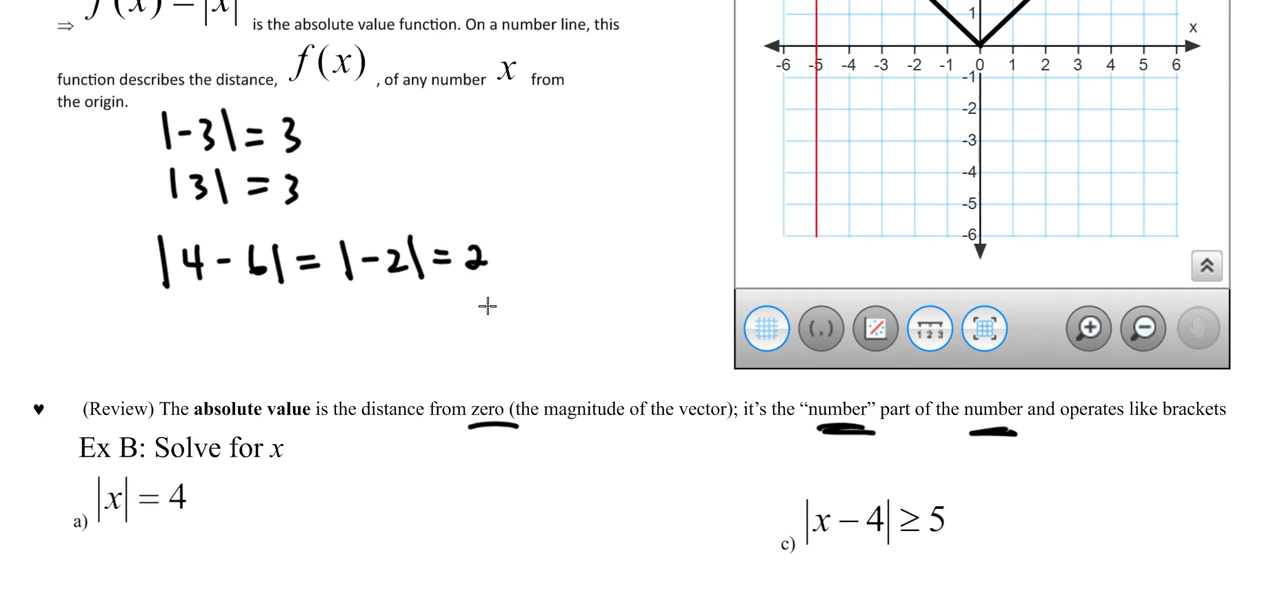 ⇒ f(x) = |x| is the absolute value function. On a number line, this
function describes the distance, f(x), of any number x from
the origin.
|-3| = 3
|3| = 3
|4 - 6| = |-2| = 2
1
x
-6 -5 -4 -3 -2 -1 0 1 2 3 4 5 6
-1
-2
-3
-4
-5
-6
(,) 1 2 3
♥ (Review) The absolute value is the distance from zero (the magnitude of the vector); it's the “number” part of the number and operates like brackets
Ex B: Solve for x
a) |x| = 4
c) |x − 4| ≥ 5